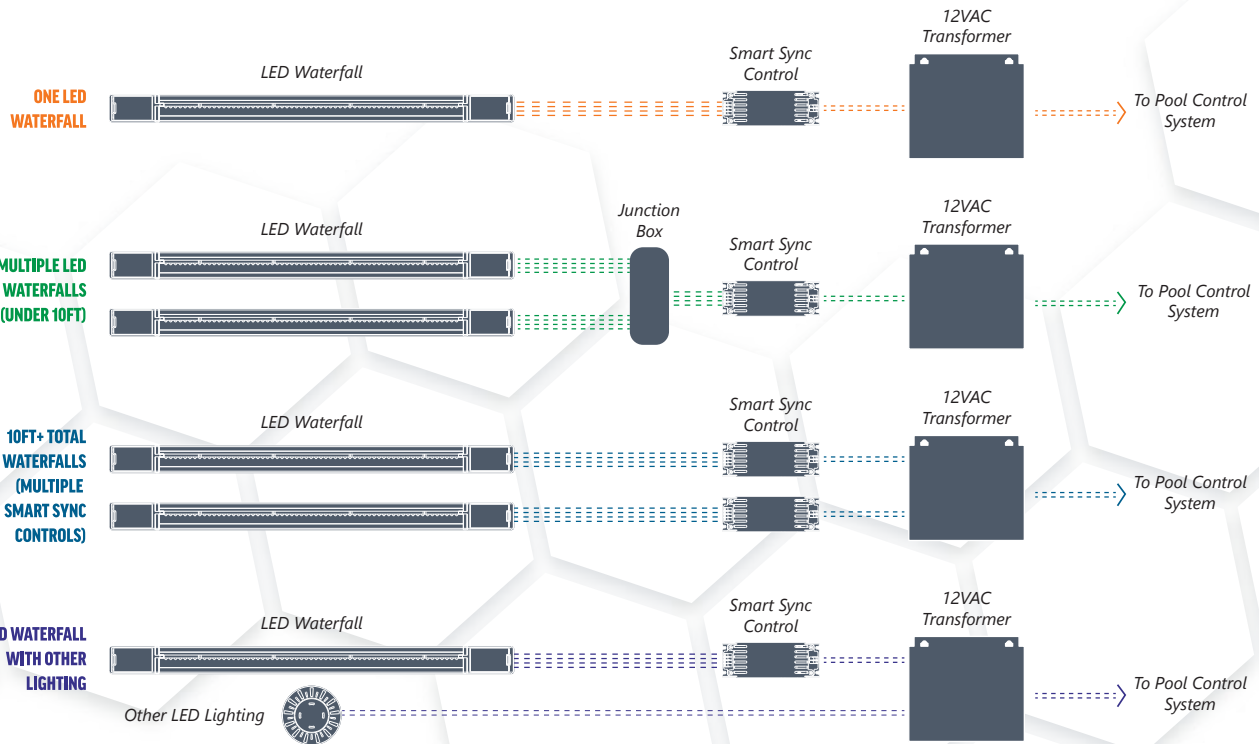 12VAC
Transformer
Smart Sync
Control
LED Waterfall
ONE LED
WATERFALL
To Pool Control
System
12VAC
Transformer
Junction
Box
Smart Sync
Control
LED Waterfall
MULTIPLE LED
WATERFALLS
(UNDER 10FT)
To Pool Control
System
12VAC
Transformer
Smart Sync
Control
LED Waterfall
10FT+ TOTAL
WATERFALLS
(MULTIPLE
SMART SYNC
CONTROLS)
To Pool Control
System
12VAC
Transformer
Smart Sync
Control
LED Waterfall
D WATERFALL
WITH OTHER
LIGHTING
To Pool Control
System
Other LED Lighting